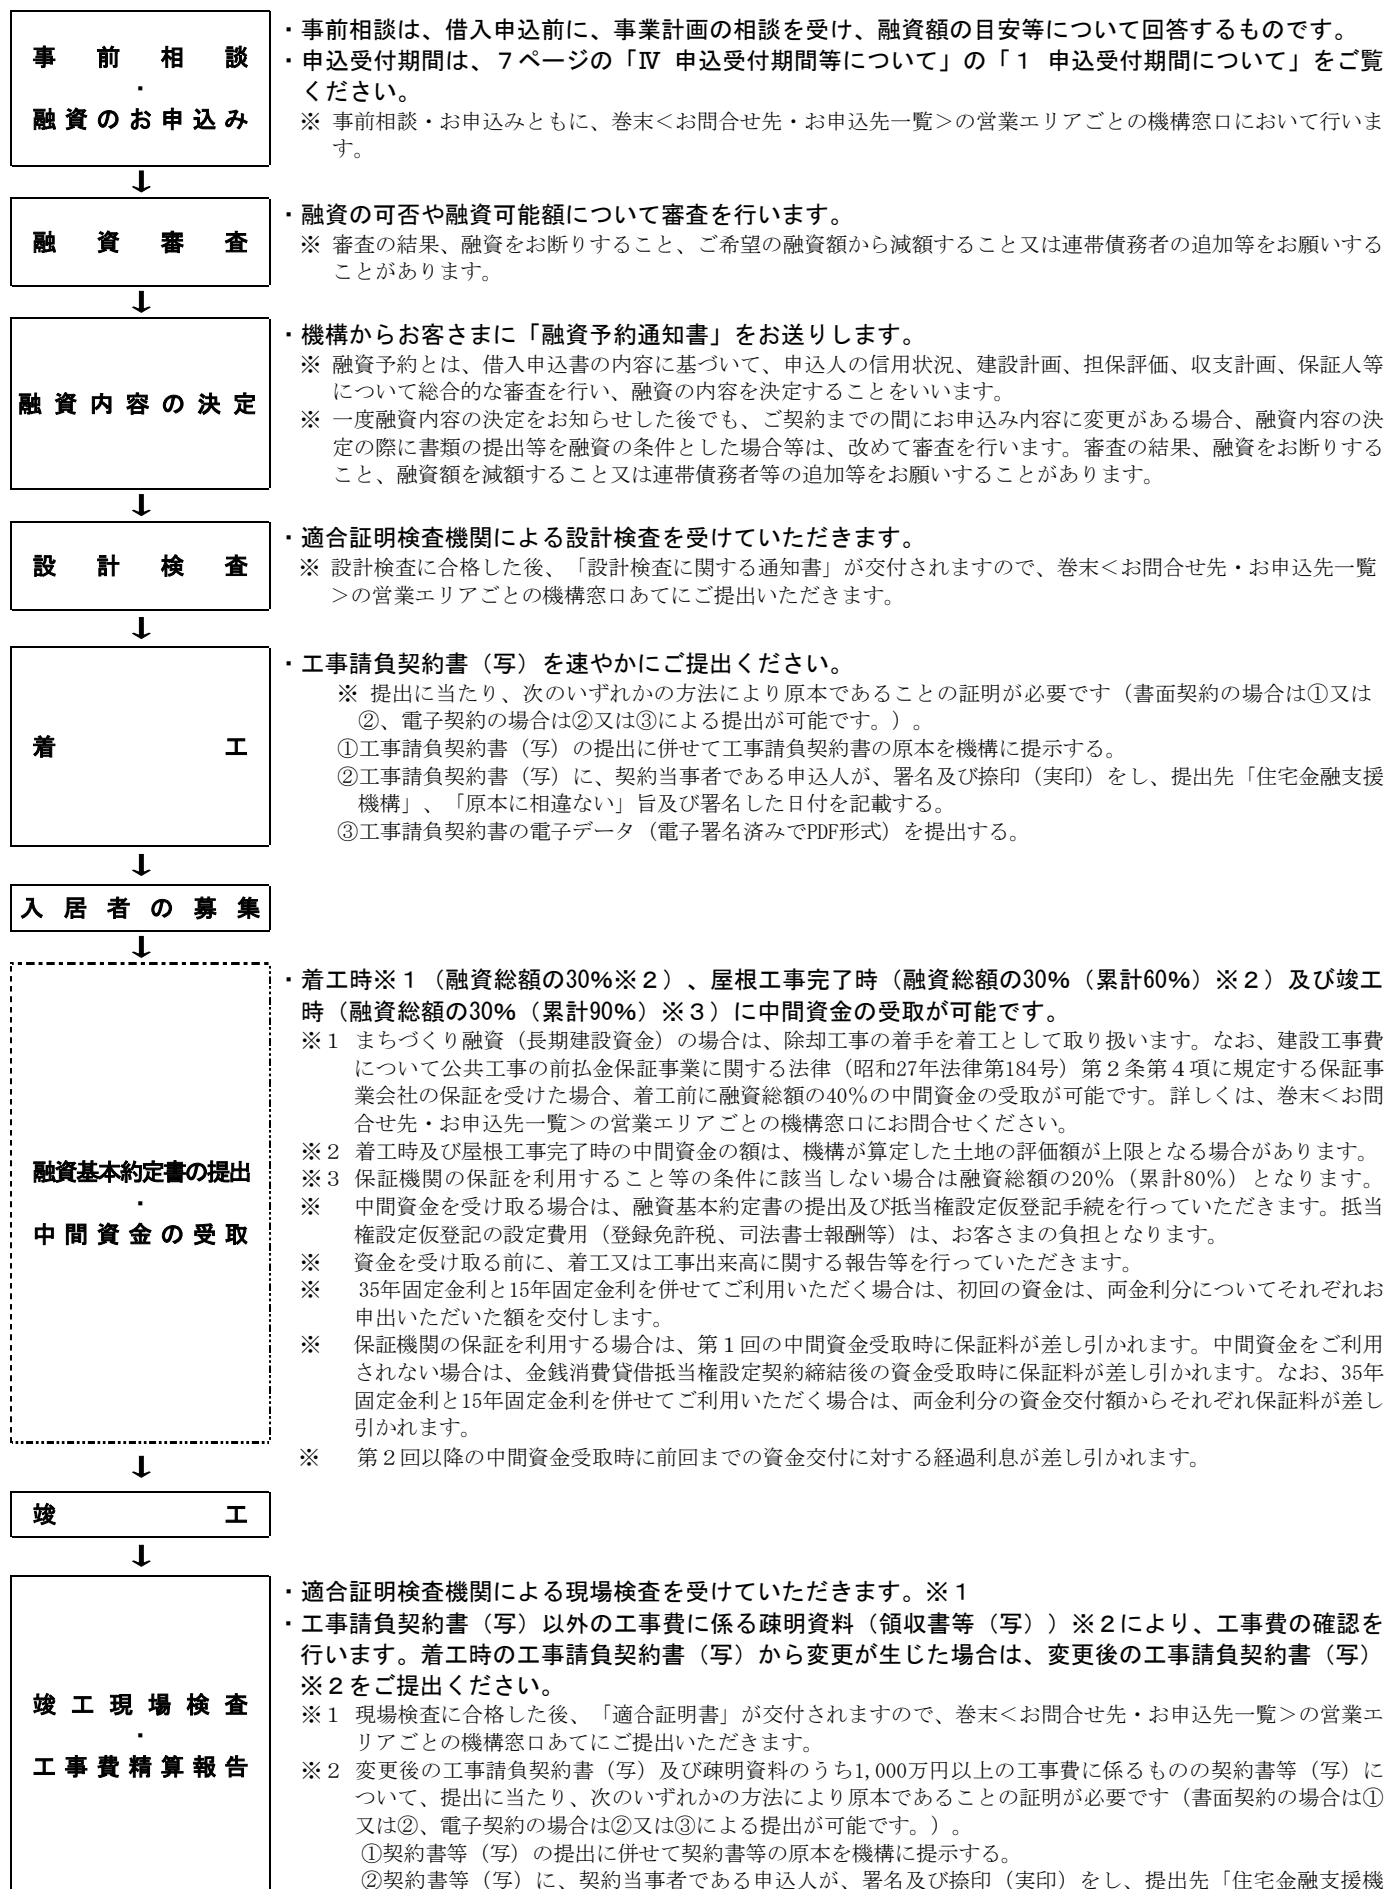 事前相談
・
融資のお申込み
・事前相談は、借入申込前に、事業計画の相談を受け、融資額の目安等について回答するものです。
・申込受付期間は、７ページの「Ⅳ 申込受付期間等について」の「１ 申込受付期間について」をご覧
ください。
※ 事前相談・お申込みともに、巻末＜お問合せ先・お申込先一覧＞の営業エリアごとの機構窓口において行いま
す。
↓
融資審査
・融資の可否や融資可能額について審査を行います。
※ 審査の結果、融資をお断りすること、ご希望の融資額から減額すること又は連帯債務者の追加等をお願いする
ことがあります。
↓
融資内容の決定
・機構からお客さまに「融資予約通知書」をお送りします。
※ 融資予約とは、借入申込書の内容に基づいて、申込人の信用状況、建設計画、担保評価、収支計画、保証人等
について総合的な審査を行い、融資の内容を決定することをいいます。
※ 一度融資内容の決定をお知らせした後でも、ご契約までの間にお申込み内容に変更がある場合、融資内容の決
定の際に書類の提出等を融資の条件とした場合等は、改めて審査を行います。審査の結果、融資をお断りする
こと、融資額を減額すること又は連帯債務者等の追加等をお願いすることがあります。
↓
設計検査
・適合証明検査機関による設計検査を受けていただきます。
※ 設計検査に合格した後、「設計検査に関する通知書」が交付されますので、巻末＜お問合せ先・お申込先一覧
＞の営業エリアごとの機構窓口あてにご提出いただきます。
↓
着工
・工事請負契約書（写）を速やかにご提出ください。
※ 提出に当たり、次のいずれかの方法により原本であることの証明が必要です（書面契約の場合は①又は
②、電子契約の場合は②又は③による提出が可能です。）。
①工事請負契約書（写）の提出に併せて工事請負契約書の原本を機構に提示する。
②工事請負契約書（写）に、契約当事者である申込人が、署名及び捺印（実印）をし、提出先「住宅金融支援
機構」、「原本に相違ない」旨及び署名した日付を記載する。
③工事請負契約書の電子データ（電子署名済みでPDF形式）を提出する。
↓
入居者の募集
↓
融資基本約定書の提出
・
中間資金の受取
・着工時※１（融資総額の30%※２）、屋根工事完了時（融資総額の30%（累計60%）※２）及び竣工
時（融資総額の30%（累計90%）※３）に中間資金の受取が可能です。
※１ まちづくり融資（長期建設資金）の場合は、除却工事の着手を着工として取り扱います。なお、建設工事費
について公共工事の前払金保証事業に関する法律（昭和27年法律第184号）第２条第４項に規定する保証事
業会社の保証を受けた場合、着工前に融資総額の40%の中間資金の受取が可能です。詳しくは、巻末＜お問
合せ先・お申込先一覧＞の営業エリアごとの機構窓口にお問合せください。
※２ 着工時及び屋根工事完了時の中間資金の額は、機構が算定した土地の評価額が上限となる場合があります。
※３ 保証機関の保証を利用すること等の条件に該当しない場合は融資総額の20%（累計80%）となります。
※ 中間資金を受け取る場合は、融資基本約定書の提出及び抵当権設定仮登記手続を行っていただきます。抵当
権設定仮登記の設定費用（登録免許税、司法書士報酬等）は、お客さまの負担となります。
※ 資金を受け取る前に、着工又は工事出来高に関する報告等を行っていただきます。
※ 35年固定金利と15年固定金利を併せてご利用いただく場合は、初回の資金は、両金利分についてそれぞれお
申出いただいた額を交付します。
※ 保証機関の保証を利用する場合は、第１回の中間資金受取時に保証料が差し引かれます。中間資金をご利用
されない場合は、金銭消費貸借抵当権設定契約締結後の資金受取時に保証料が差し引かれます。なお、35年
固定金利と15年固定金利を併せてご利用いただく場合は、両金利分の資金交付額からそれぞれ保証料が差し
引かれます。
※ 第２回以降の中間資金受取時に前回までの資金交付に対する経過利息が差し引かれます。
↓
竣工
↓
竣工現場検査
・
工事費精算報告
・適合証明検査機関による現場検査を受けていただきます。※１
・工事請負契約書（写）以外の工事費に係る疎明資料（領収書等（写））※２により、工事費の確認を
行います。着工時の工事請負契約書（写）から変更が生じた場合は、変更後の工事請負契約書（写）
※２をご提出ください。
※１ 現場検査に合格した後、「適合証明書」が交付されますので、巻末＜お問合せ先・お申込先一覧＞の営業エ
リアごとの機構窓口あてにご提出いただきます。
※２ 変更後の工事請負契約書（写）及び疎明資料のうち1,000万円以上の工事費に係るものの契約書等（写）に
ついて、提出に当たり、次のいずれかの方法により原本であることの証明が必要です（書面契約の場合は①
又は②、電子契約の場合は②又は③による提出が可能です。）。
①契約書等（写）の提出に併せて契約書等の原本を機構に提示する。
②契約書等（写）に、契約当事者である申込人が、署名及び捺印（実印）をし、提出先「住宅金融支援機